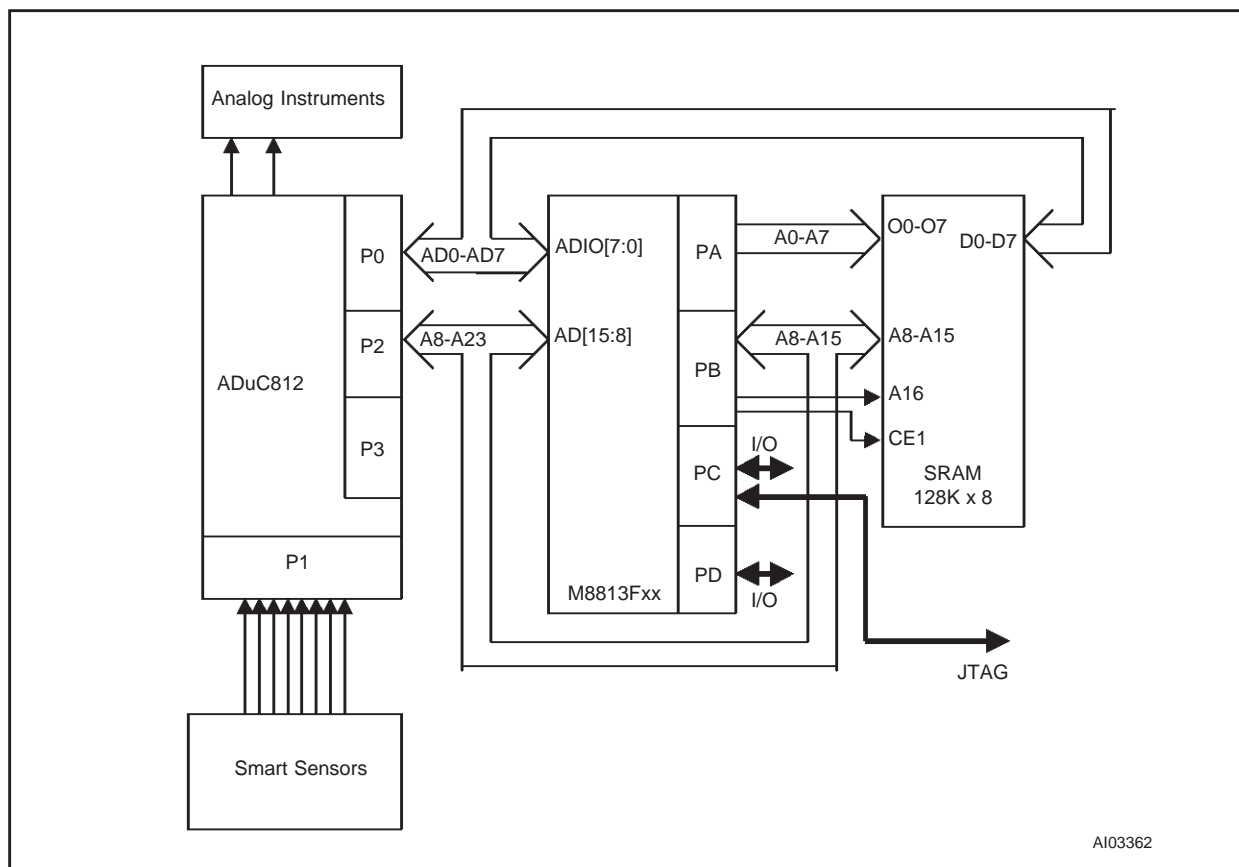 Analog Instruments
P0
AD0-AD7
ADIO[7:0]
PA
A0-A7
O0-O7
D0-D7
P2
A8-A23
AD[15:8]
PB
A8-A15
A8-A15
ADuC812
A16
P3
CE1
I/O
PC
SRAM
128K x 8
P1
M8813Fxx
PD
I/O
JTAG
Smart Sensors
AI03362